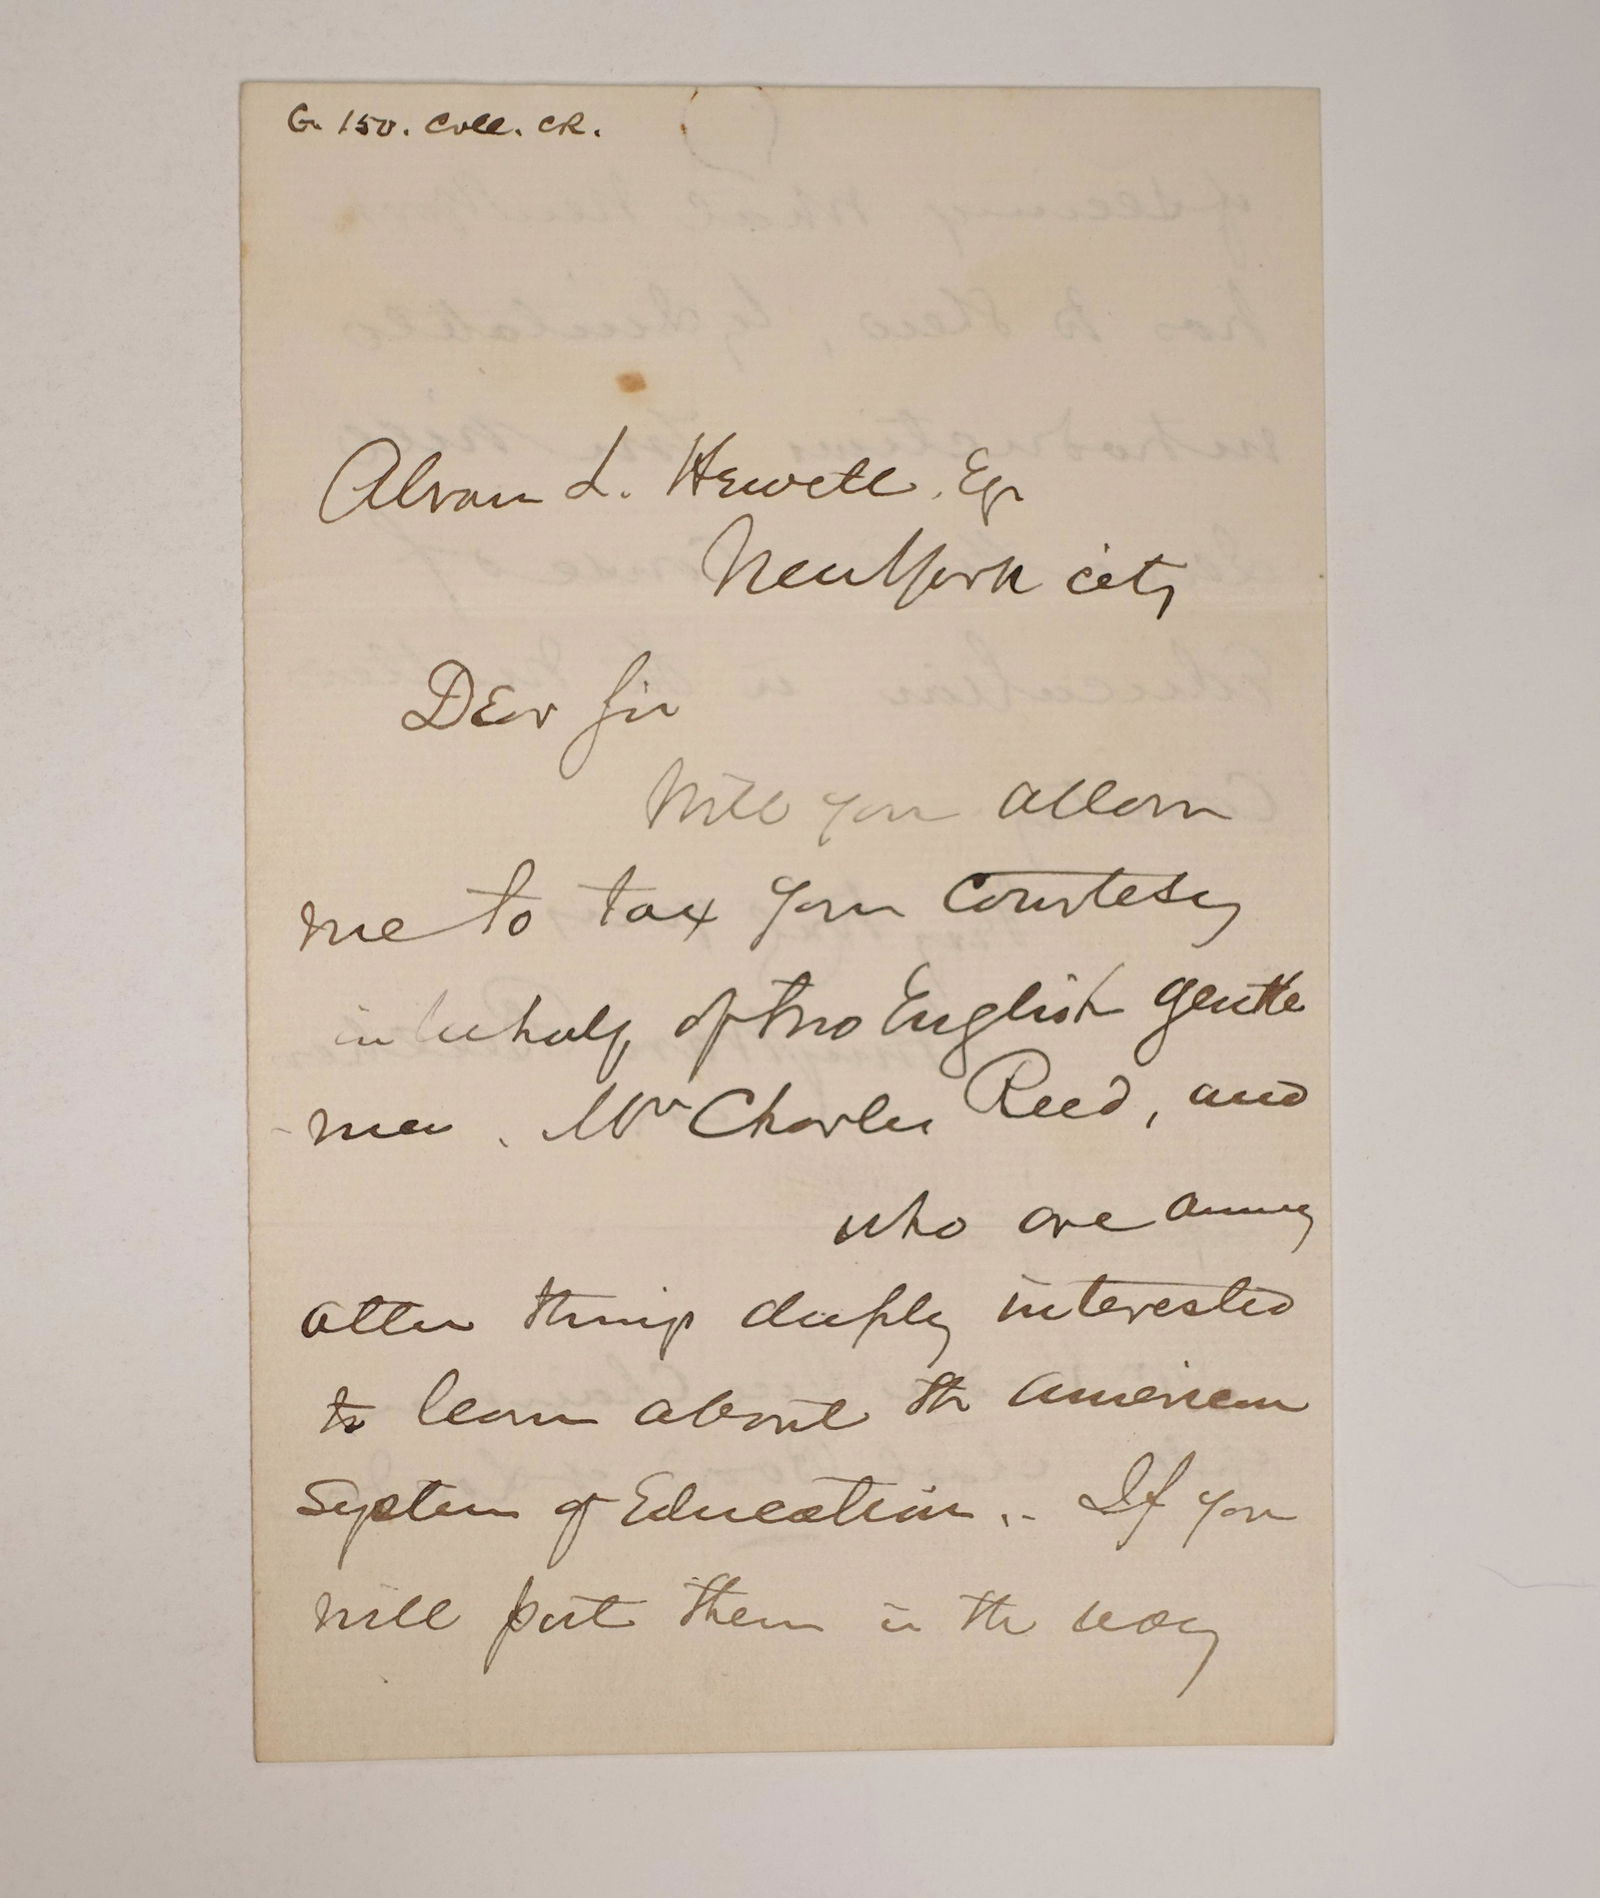 G. 150. Coll. CR.
Alvan L. Hewett. Esqr
New York City
Dear Sir
Will you allow
me to tax your courtesy
in behalf of two English gentle
-men. Mr Charles Reed, and
who are among
other things deeply interested
to learn about the American
System of Education.. If you
will put them in the way